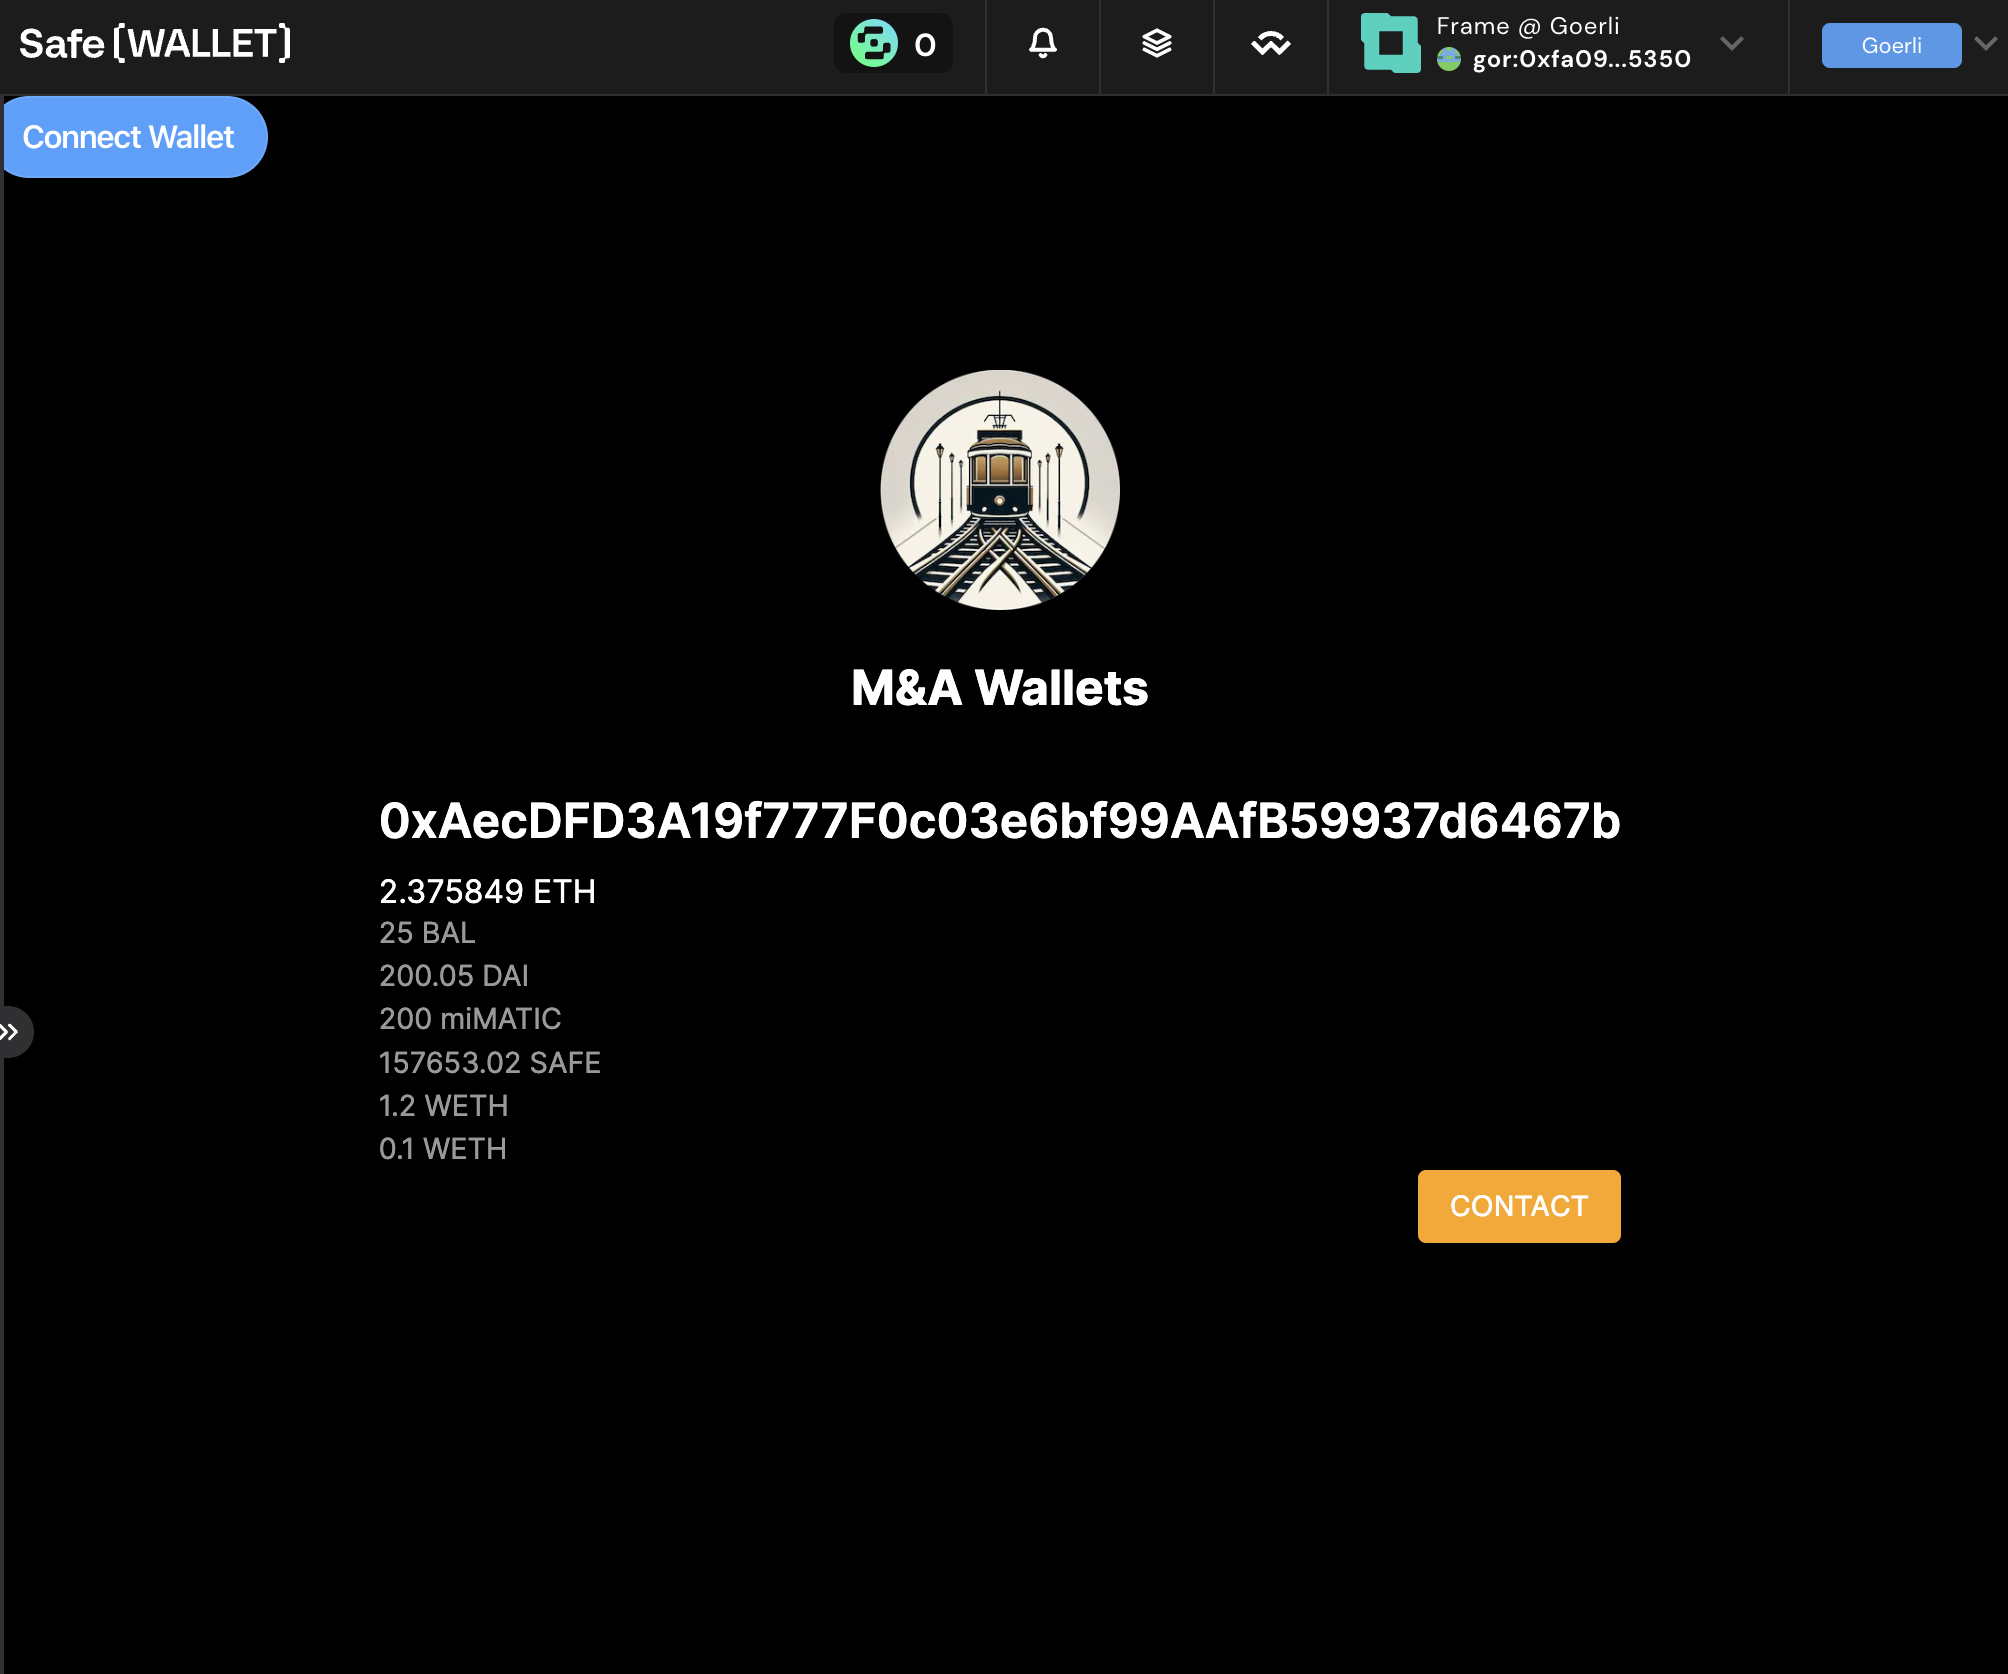 Safe [WALLET]
0
Frame @ Goerli
gor:0xfa09...5350
Goerli
Connect Wallet
M&A Wallets
0xAecDFD3A19f777F0c03e6bf99AAfB59937d6467b
2.375849 ETH
25 BAL
200.05 DAI
200 miMATIC
157653.02 SAFE
1.2 WETH
0.1 WETH
CONTACT